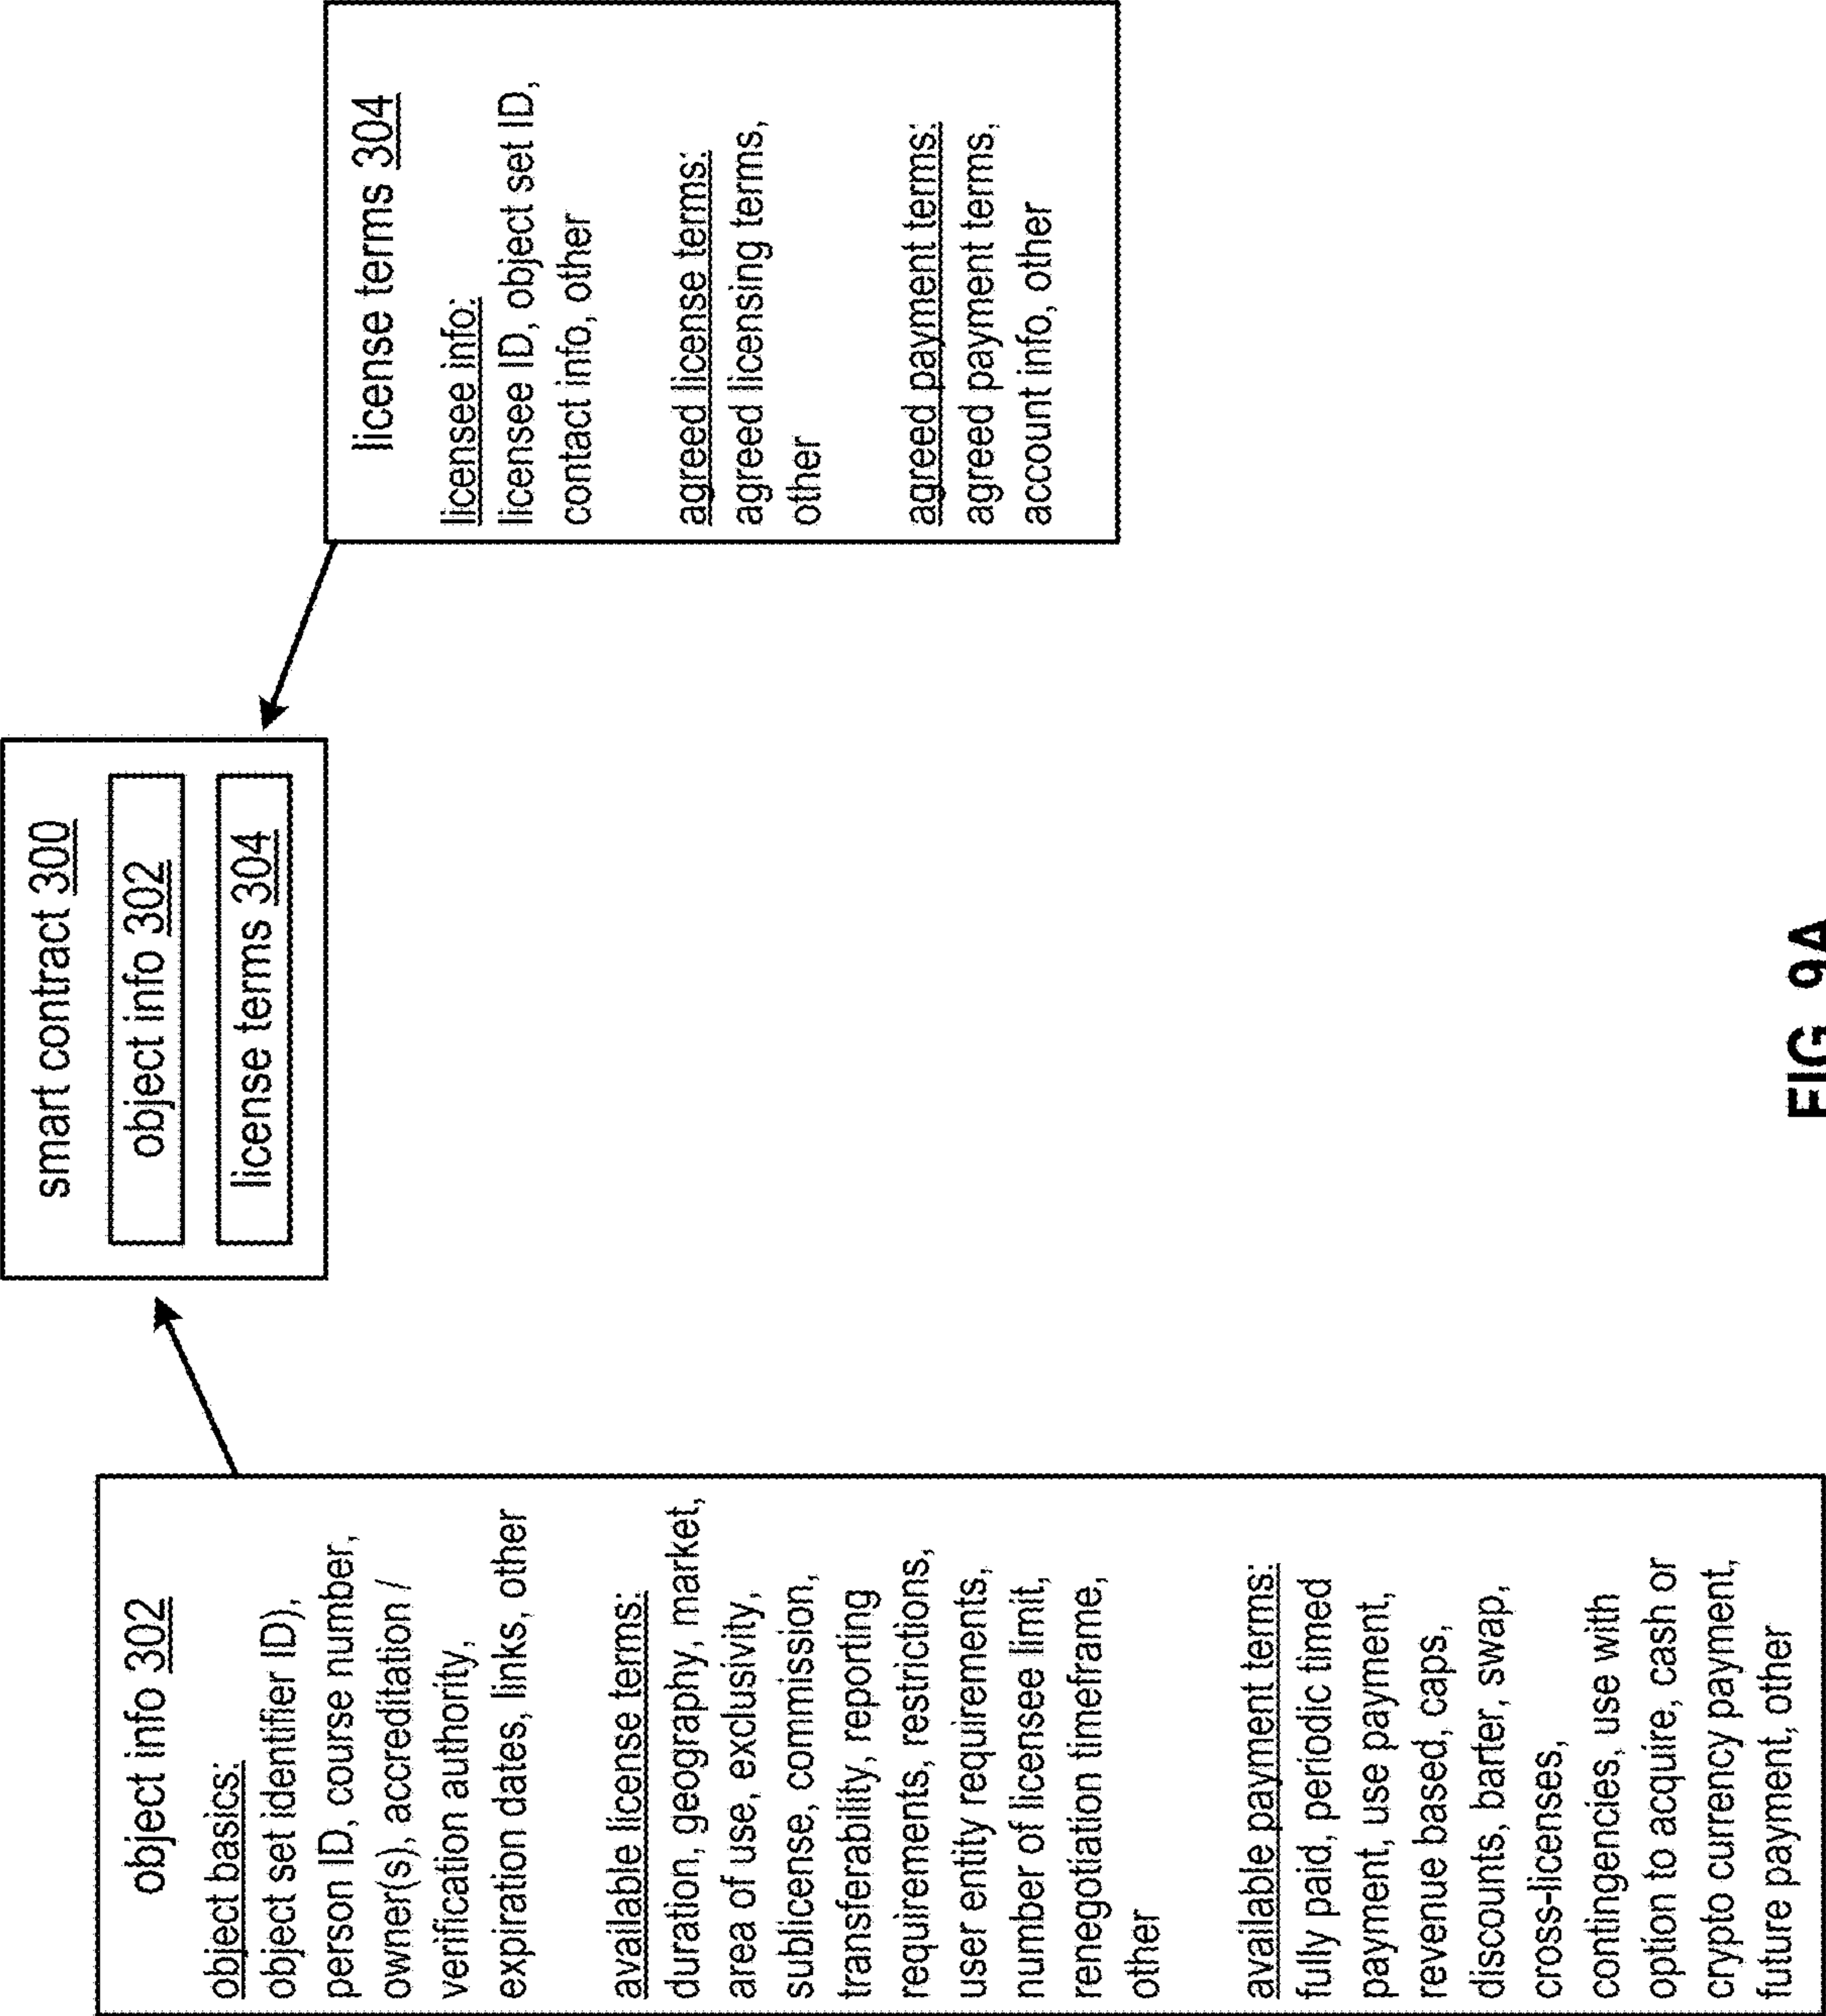 object info 302
object basics:
object set identifier ID),
person ID, course number,
owner(s), accreditation /
verification authority,
expiration dates, links, other
available license terms:
duration, geography, market,
area of use, exclusivity,
sublicense, commission,
transferability, reporting
requirements, restrictions,
user entity requirements,
number of licensee limit,
renegotiation timeframe,
other
available payment terms:
fully paid, periodic timed
payment, use payment,
revenue based, caps,
discounts, barter, swap,
cross-licenses,
contingencies, use with
option to acquire, cash or
crypto currency payment,
future payment, other
smart contract 300
object info 302
license terms 304
license terms 304
licensee info:
licensee ID, object set ID,
contact info, other
agreed license terms:
agreed licensing terms,
other
agreed payment terms:
agreed payment terms,
account info, other
FIG. 9A